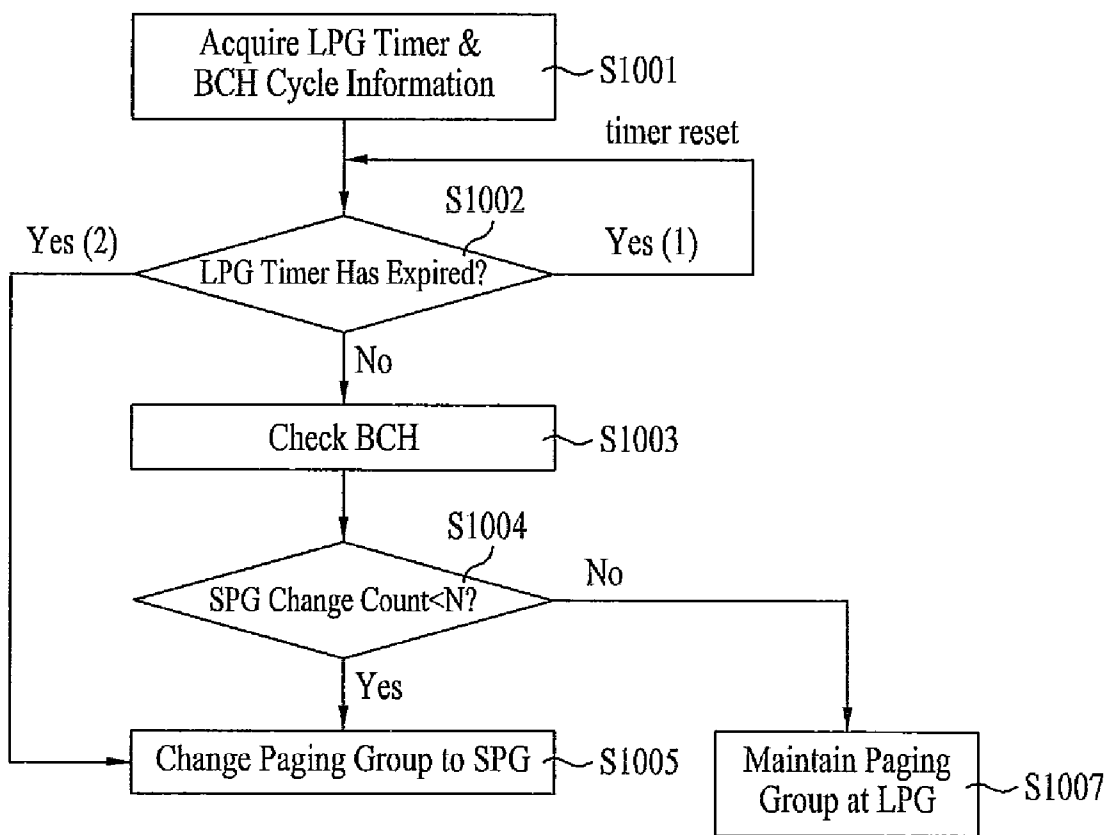 Acquire LPG Timer &
BCH Cycle Information
S1001
timer reset
S1002
Yes (2)
Yes (1)
LPG Timer Has Expired?
No
Check BCH
S1003
S1004
SPG Change Count<N?
No
Yes
Change Paging Group to SPG
S1005
Maintain Paging
Group at LPG
S1007